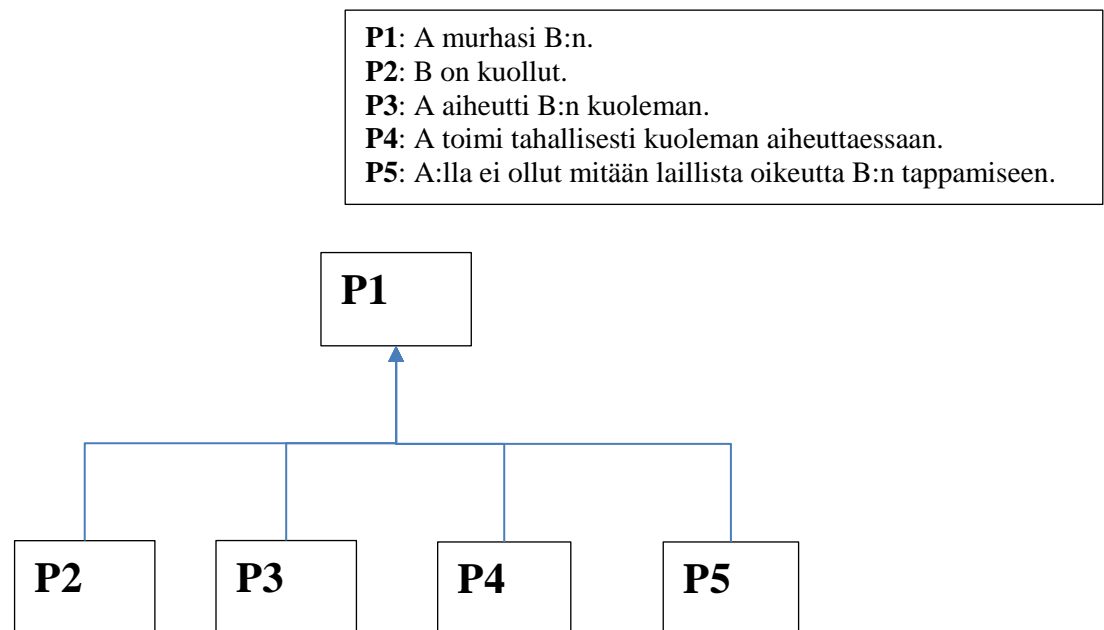 P1: A murhasi B:n.
P2: B on kuollut.
P3: A aiheutti B:n kuoleman.
P4: A toimi tahallisesti kuoleman aiheuttaessaan.
P5: A:lla ei ollut mitään laillista oikeutta B:n tappamiseen.
P1
P2 P3 P4 P5